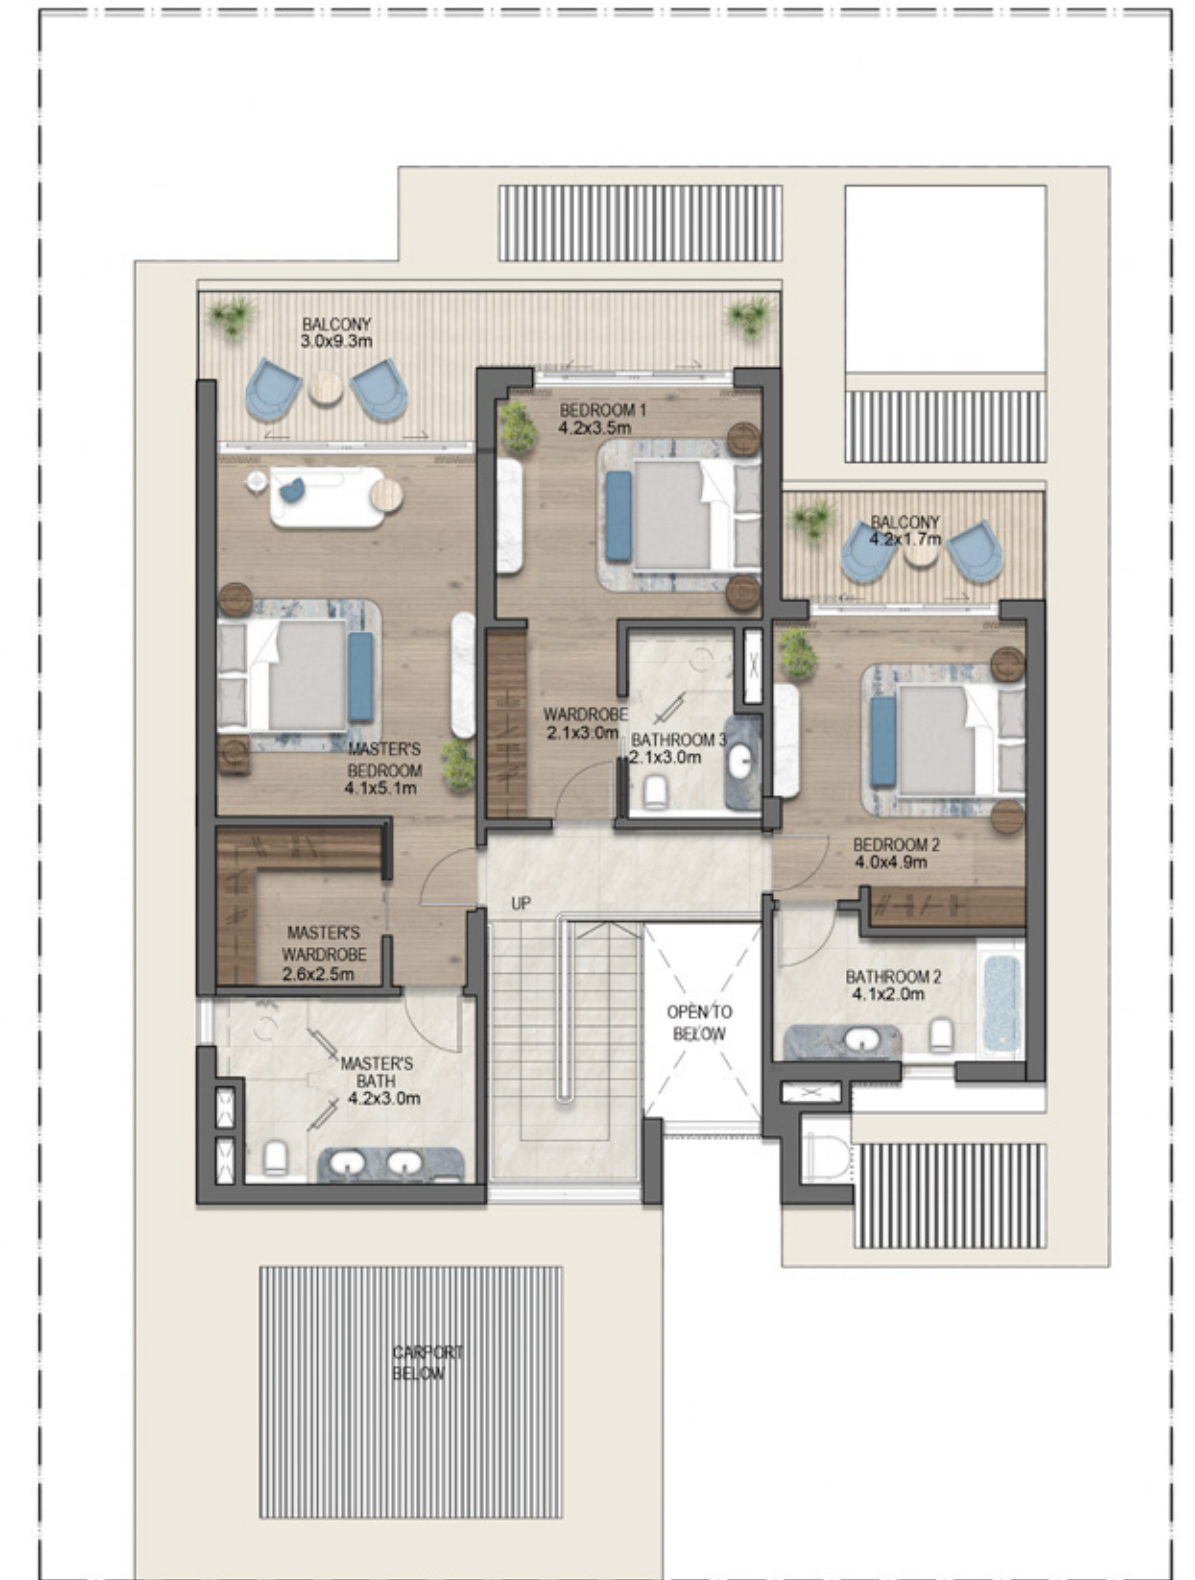 BALCONY
3.0x9.3m
BEDROOM 1
4.2x3.5m
BALCONY
4.2x1.7m
WARDROBE
2.1x3.0m
BATHROOM 3
2.1x3.0m
MASTER'S
BEDROOM
4.1x5.1m
BEDROOM 2
4.0x4.9m
UP
MASTER'S
WARDROBE
2.6x2.5m
BATHROOM 2
4.1x2.0m
OPEN TO
BELOW
MASTER'S
BATH
4.2x3.0m
CARPORT
BELOW